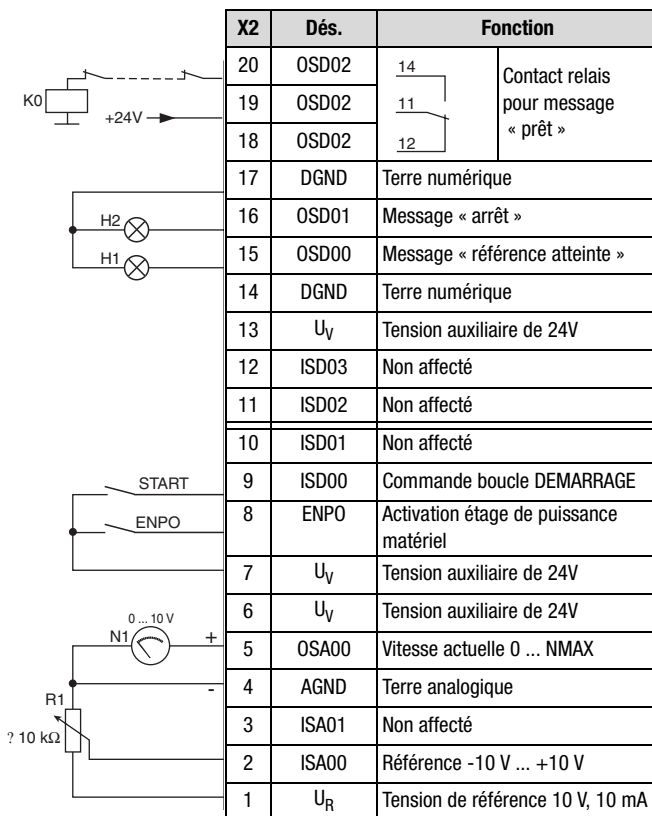 X2 Dés. Fonction
20 OSD02 14 Contact relais
K0 19 OSD02 11 pour message
+24V 18 OSD02 12 « prêt »
17 DGND Terre numérique
H2 16 OSD01 Message « arrêt »
H1 15 OSD00 Message « référence atteinte »
14 DGND Terre numérique
13 UV Tension auxiliaire de 24V
12 ISD03 Non affecté
11 ISD02 Non affecté
10 ISD01 Non affecté
START 9 ISD00 Commande boucle DEMARRAGE
ENPO 8 ENPO Activation étage de puissance
matériel
7 UV Tension auxiliaire de 24V
6 UV Tension auxiliaire de 24V
0 ... 10 V
N1 + 5 OSA00 Vitesse actuelle 0 ... NMAX
- 4 AGND Terre analogique
R1 3 ISA01 Non affecté
? 10 kΩ
2 ISA00 Référence -10 V ... +10 V
1 UR Tension de référence 10 V, 10 mA